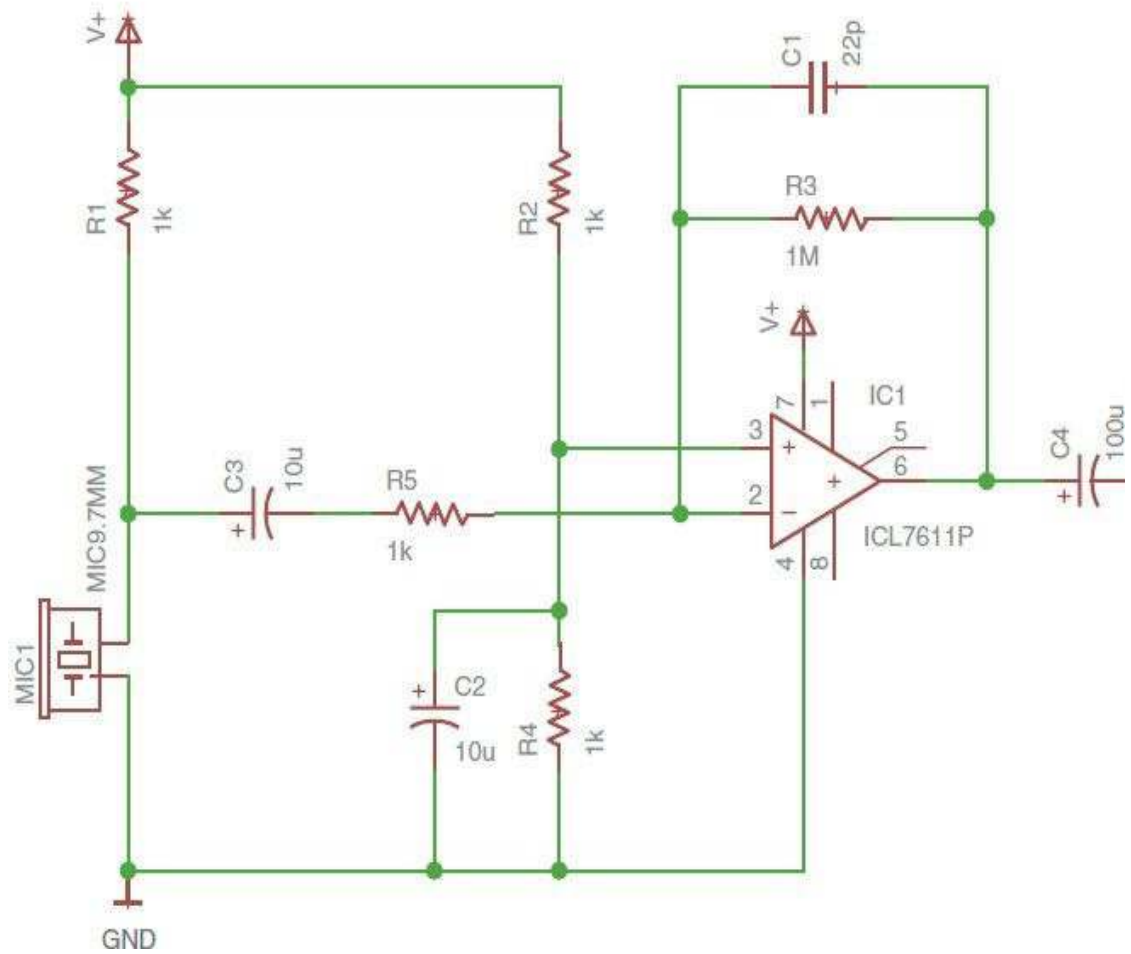 V+
C1
22p
R1
1k
R2
1k
R3
1M
V+
7
1
IC1
3
+
5
6
+
2
−
4
8
ICL7611P
C4
100u
+
MIC9.7MM
C3
10u
+
R5
1k
MIC1
+
C2
10u
R4
1k
GND